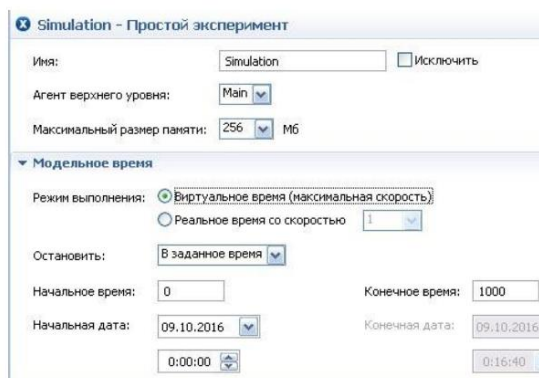 Simulation - Простой эксперимент
Имя: Simulation Исключить
Агент верхнего уровня: Main
Максимальный размер памяти: 256 Мб
Модельное время
Режим выполнения: Виртуальное время (максимальная скорость)
Реальное время со скоростью 1
Остановить: В заданное время
Начальное время: 0 Конечное время: 1000
Начальная дата: 09.10.2016 Конечная дата: 09.10.2016
0:00:00 0:16:40